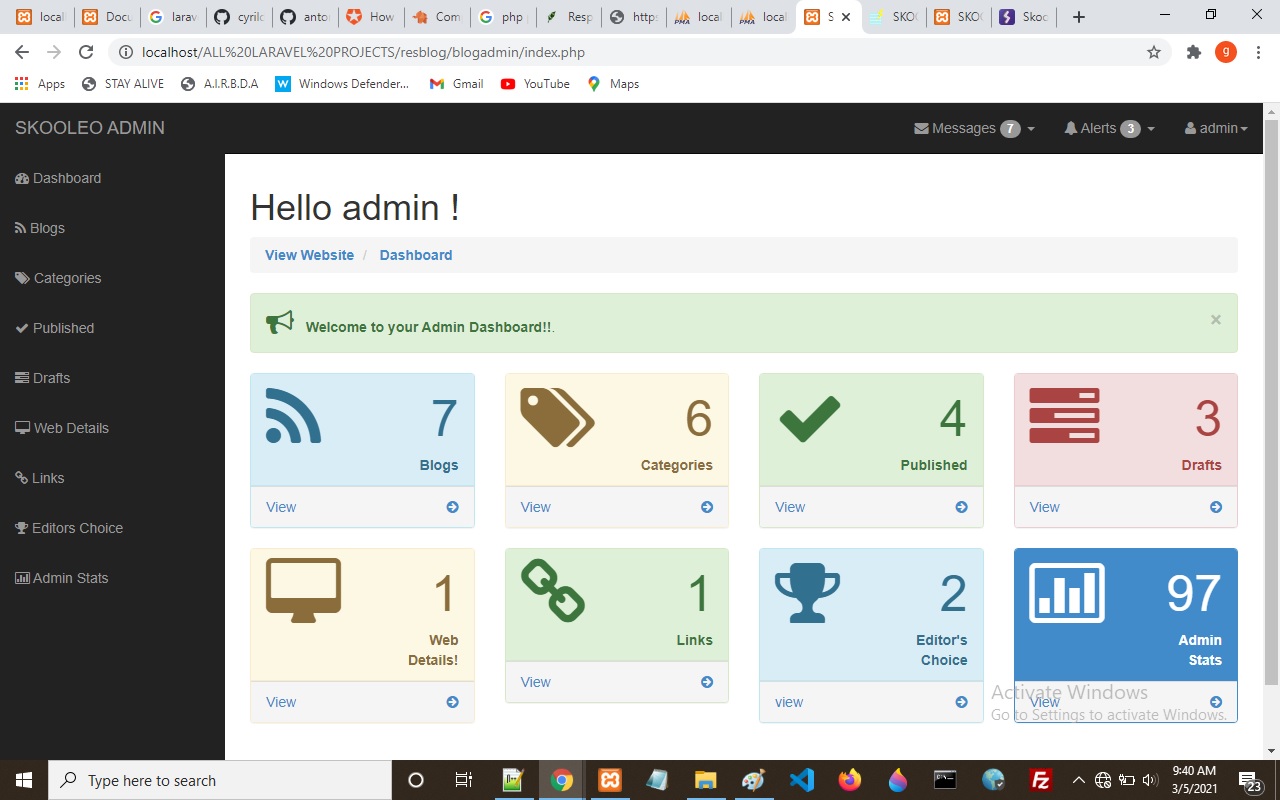 locali
Docu
larav
cyrilc
anto
How
Com
php
Resp
https
PMA
local
PMA
local
S
SKOO
SKO
Skoo
localhost/ALL%20LARAVEL%20PROJECTS/resblog/blogadmin/index.php
g
Apps
STAY ALIVE
A.I.R.B.D.A
W
Windows Defender...
Gmail
YouTube
Maps
SKOOLEO ADMIN
Messages 7
Alerts 3
admin
Dashboard
Blogs
Categories
Published
Drafts
Web Details
Links
Editors Choice
Admin Stats
Hello admin !
View Website / Dashboard
Welcome to your Admin Dashboard!!.
×
7
Blogs
View
6
Categories
View
4
Published
View
3
Drafts
View
1
Web
Details!
View
1
Links
View
2
Editor's
Choice
view
97
Admin
Stats
View
Activate Windows
Go to Settings to activate Windows.
Type here to search
9:40 AM
3/5/2021
23